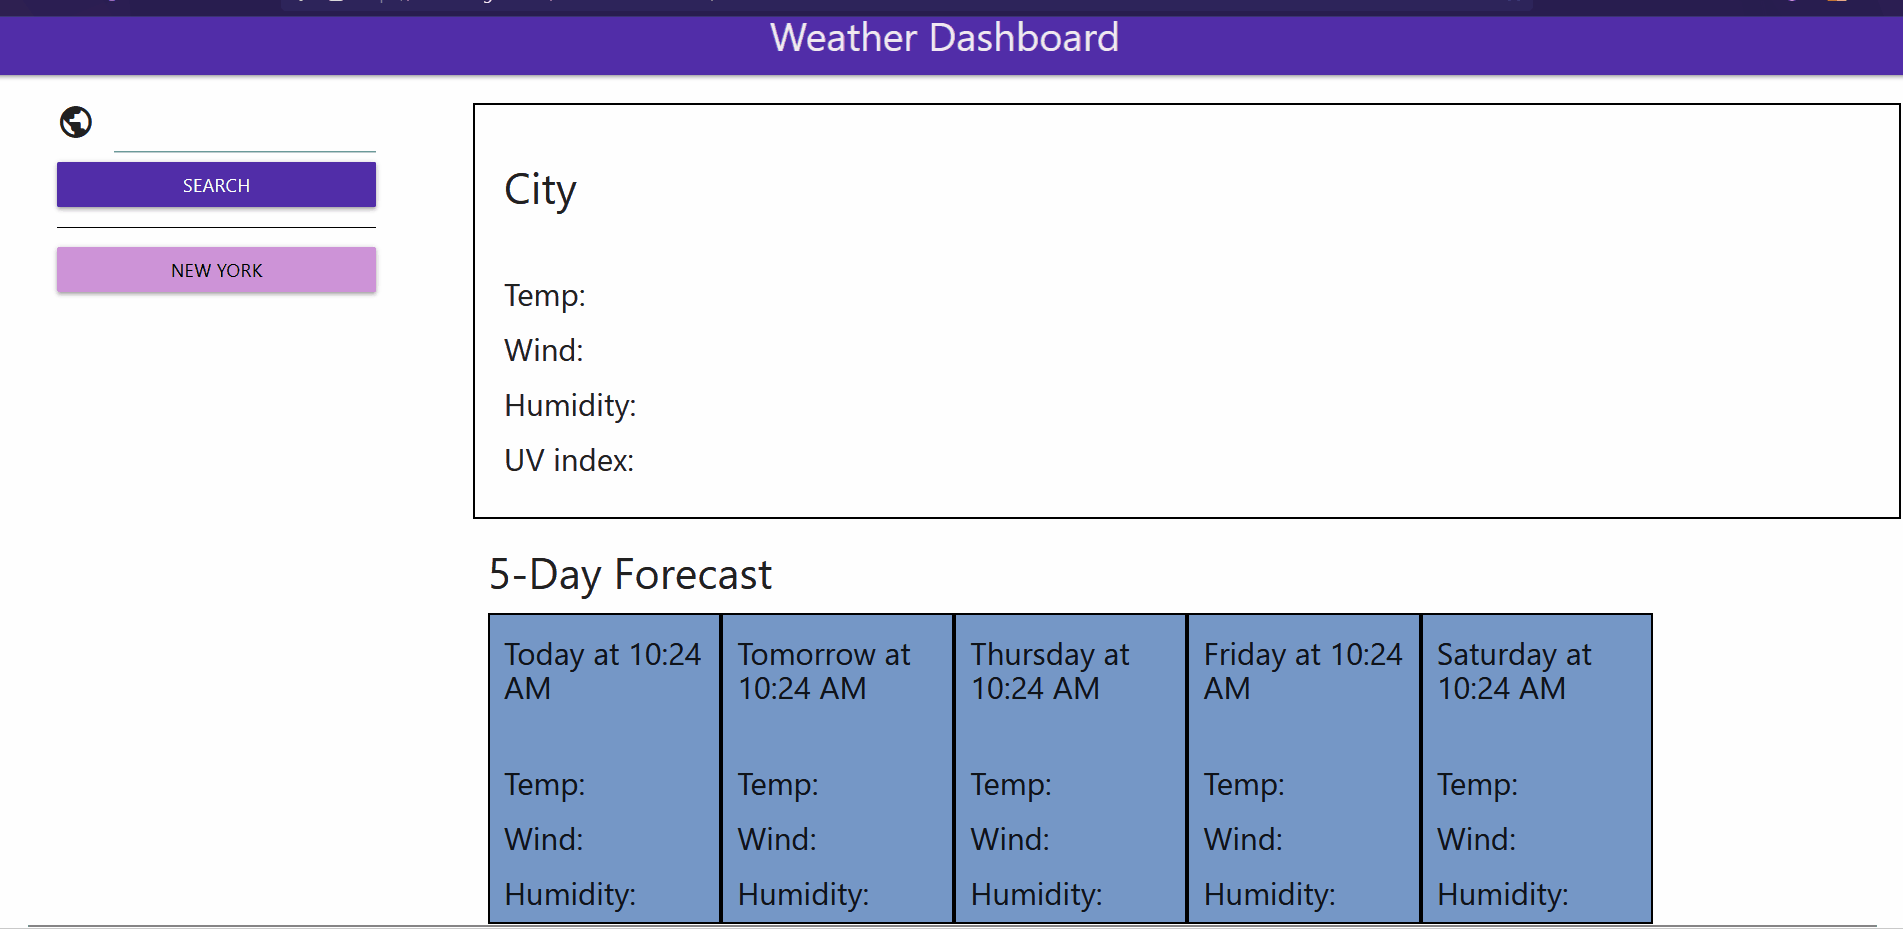 Weather Dashboard
SEARCH
NEW YORK
City
Temp:
Wind:
Humidity:
UV index:
5-Day Forecast
Today at 10:24
AM
Temp:
Wind:
Humidity:
Tomorrow at
10:24 AM
Temp:
Wind:
Humidity:
Thursday at
10:24 AM
Temp:
Wind:
Humidity:
Friday at 10:24
AM
Temp:
Wind:
Humidity:
Saturday at
10:24 AM
Temp:
Wind:
Humidity: